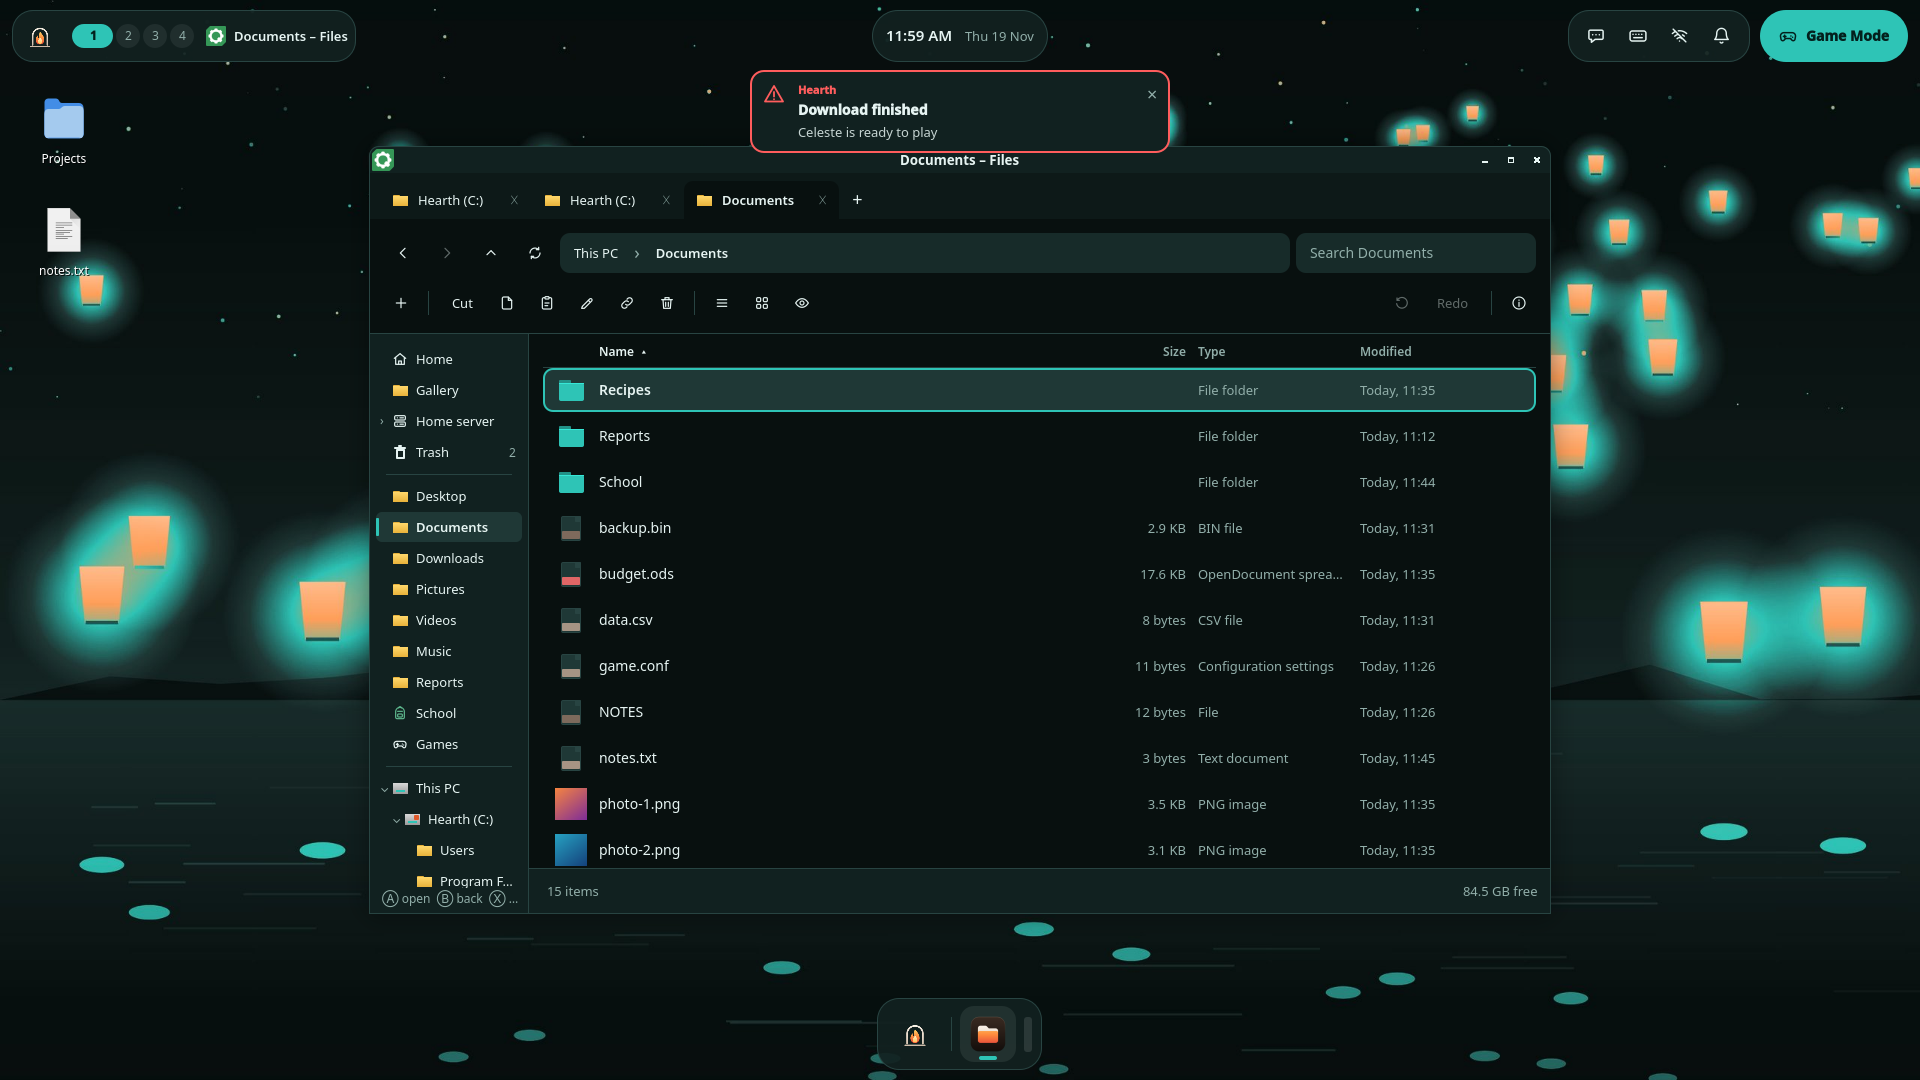 1 2 3 4 Documents – Files
11:59 AM Thu 19 Nov
Game Mode
Projects
notes.txt
Hearth
Download finished
Celeste is ready to play
Documents – Files
Hearth (C:) X Hearth (C:) X Documents X +
This PC › Documents
Search Documents
Cut
Redo
Home
Gallery
Home server
Trash 2
Desktop
Documents
Downloads
Pictures
Videos
Music
Reports
School
Games
This PC
Hearth (C:)
Users
Program F...
A open B back X ...
Name Size Type Modified
Recipes File folder Today, 11:35
Reports File folder Today, 11:12
School File folder Today, 11:44
backup.bin 2.9 KB BIN file Today, 11:31
budget.ods 17.6 KB OpenDocument sprea... Today, 11:35
data.csv 8 bytes CSV file Today, 11:31
game.conf 11 bytes Configuration settings Today, 11:26
NOTES 12 bytes File Today, 11:26
notes.txt 3 bytes Text document Today, 11:45
photo-1.png 3.5 KB PNG image Today, 11:35
photo-2.png 3.1 KB PNG image Today, 11:35
15 items 84.5 GB free